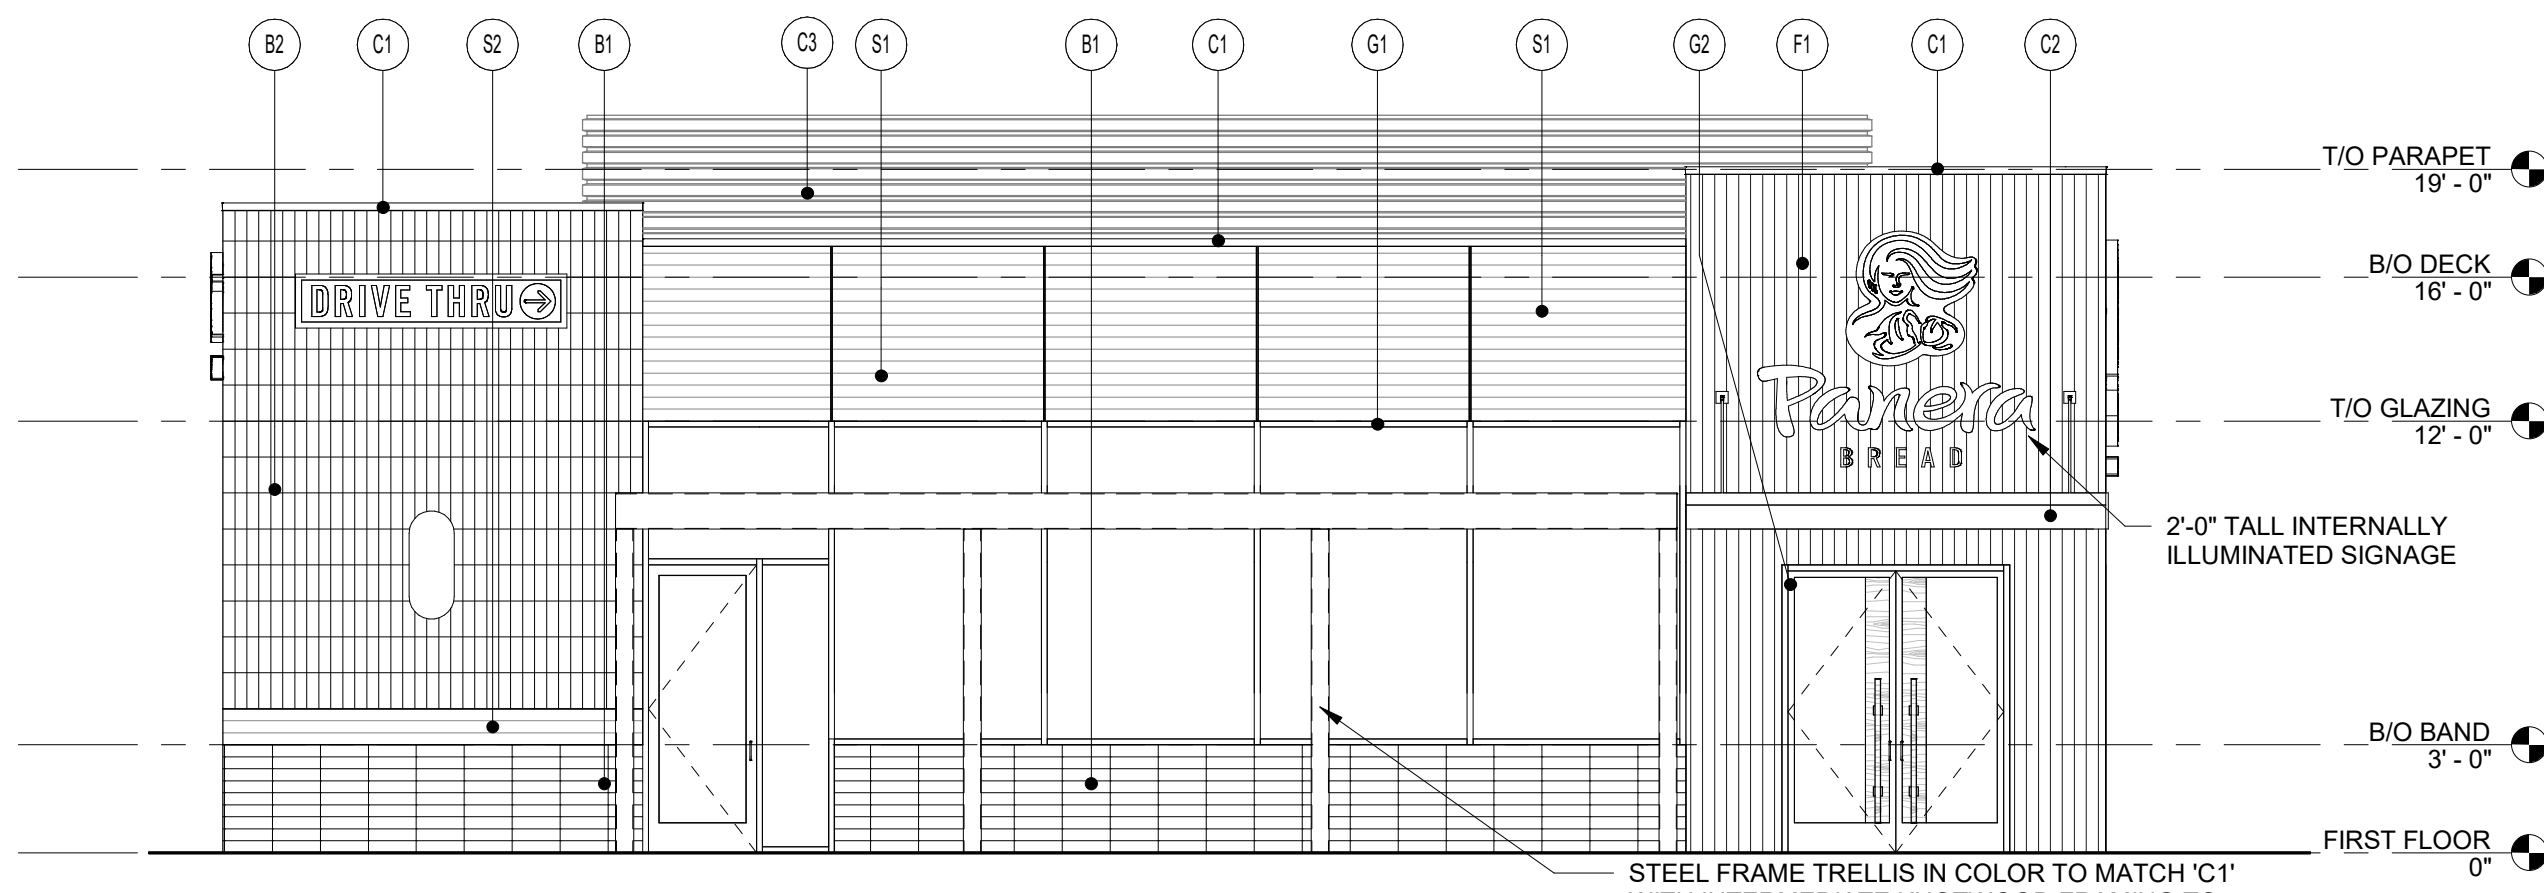 B2 C1 S2 B1 C3 S1 B1 C1 G1 S1 G2 F1 C1 C2
T/O PARAPET
19' - 0"
B/O DECK
16' - 0"
DRIVE THRU
T/O GLAZING
12' - 0"
Panera
BREAD
2'-0" TALL INTERNALLY
ILLUMINATED SIGNAGE
B/O BAND
3' - 0"
FIRST FLOOR
0"
STEEL FRAME TRELLIS IN COLOR TO MATCH 'C1'